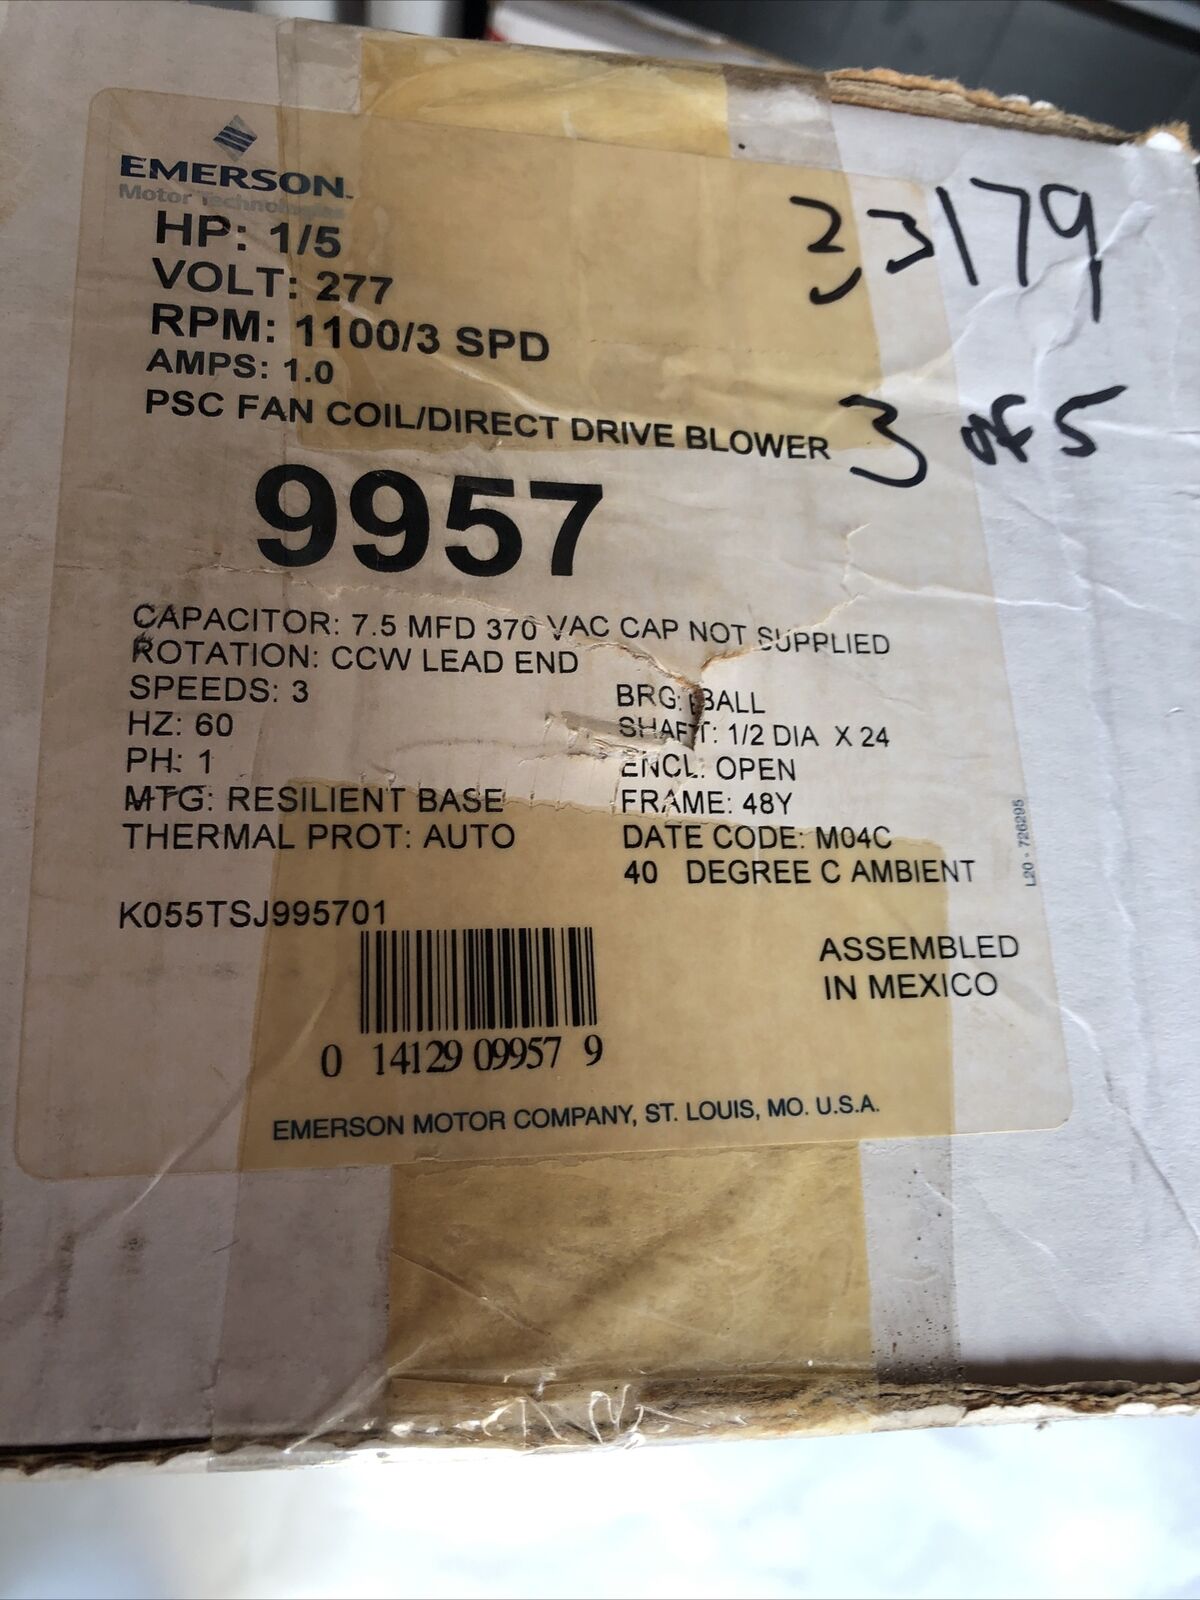 EMERSON
Motor Technologies
HP: 1/5
VOLT: 277
RPM: 1100/3 SPD
AMPS: 1.0
PSC FAN COIL/DIRECT DRIVE BLOWER
23179
3 of 5
9957
CAPACITOR: 7.5 MFD 370 VAC CAP NOT SUPPLIED
ROTATION: CCW LEAD END
SPEEDS: 3
HZ: 60
PH: 1
MTG: RESILIENT BASE
THERMAL PROT: AUTO
BRG: BALL
SHAFT: 1/2 DIA X 24
ENCL: OPEN
FRAME: 48Y
DATE CODE: M04C
40 DEGREE C AMBIENT
L20 - 726295
K055TSJ995701
ASSEMBLED
IN MEXICO
0 14129 09957 9
EMERSON MOTOR COMPANY, ST. LOUIS, MO. U.S.A.